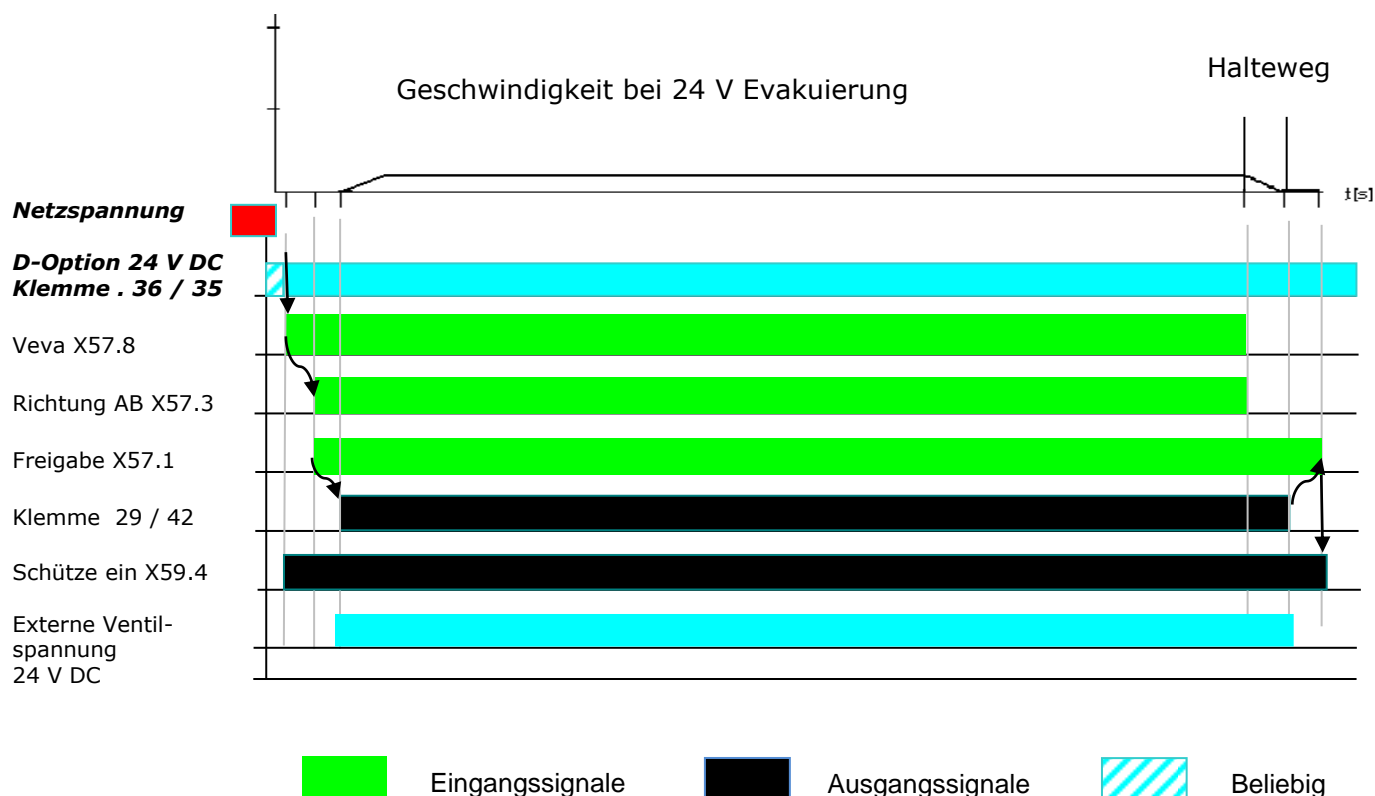 Halteweg
Geschwindigkeit bei 24 V Evakuierung
t[s]
Netzspannung
D-Option 24 V DC
Klemme . 36 / 35
Veva X57.8
Richtung AB X57.3
Freigabe X57.1
Klemme 29 / 42
Schütze ein X59.4
Externe Ventil-
spannung
24 V DC
Eingangssignale Ausgangssignale Beliebig